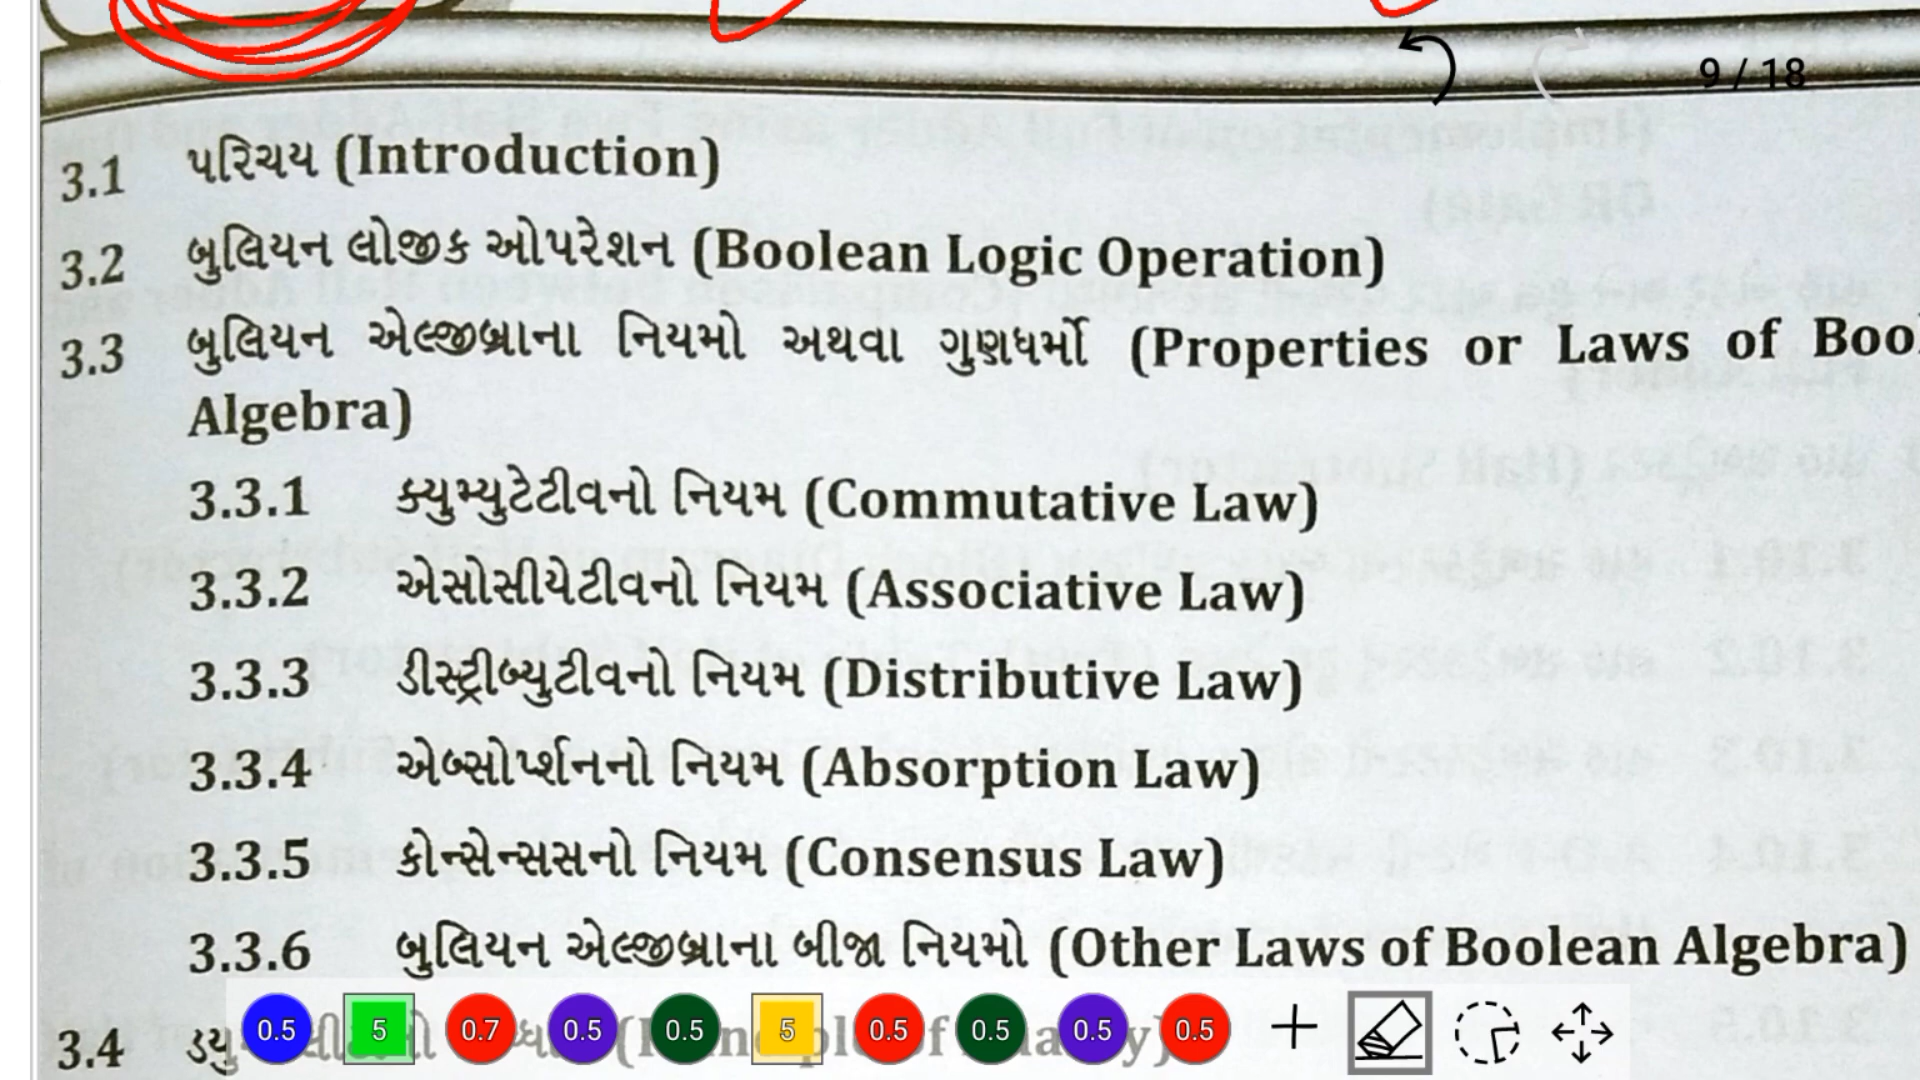 9 / 18
3.1 પરિચય (Introduction)
3.2 બુલિયન લોજીક ઓપરેશન (Boolean Logic Operation)
3.3 બુલિયન એલ્જીબ્રાના નિયમો અથવા ગુણધર્મો (Properties or Laws of
Algebra)
3.3.1 ક્યુમ્યુટેટીવનો નિયમ (Commutative Law)
3.3.2 એસોસીયેટીવનો નિયમ (Associative Law)
3.3.3 ડીસ્ટ્રીબ્યુટીવનો નિયમ (Distributive Law)
3.3.4 એબ્સોર્પ્શનનો નિયમ (Absorption Law)
3.3.5 કોન્સેન્સસનો નિયમ (Consensus Law)
3.3.6 બુલિયન એલ્જીબ્રાના બીજા નિયમો (Other Laws of Boolean Algebra)
3.4
0.5 5 0.7 0.5 0.5 5 0.5 0.5 0.5 0.5